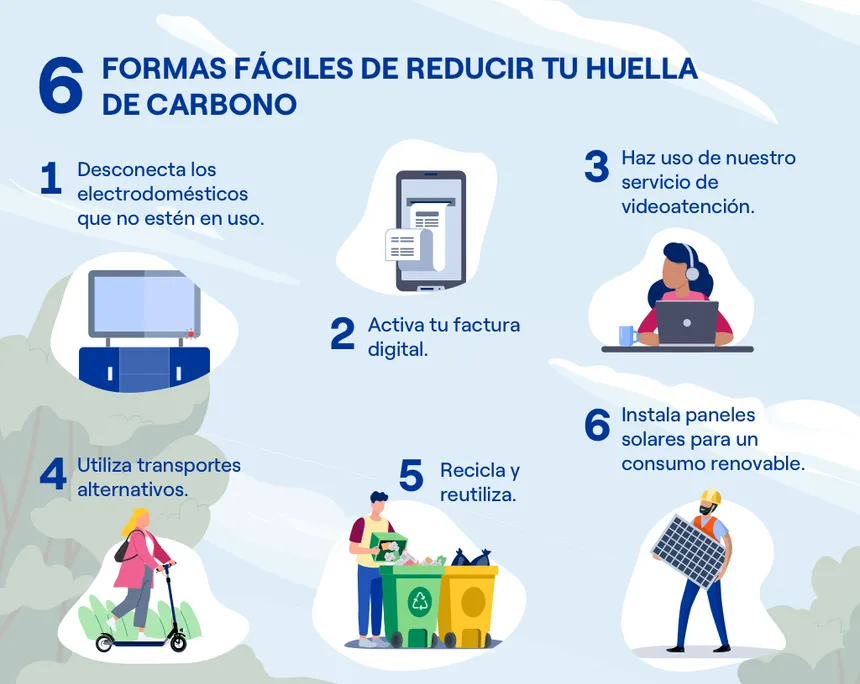 6 FORMAS FÁCILES DE REDUCIR TU HUELLA
DE CARBONO
1 Desconecta los
electrodomésticos
que no estén en uso.
2 Activa tu factura
digital.
3 Haz uso de nuestro
servicio de
videoatención.
4 Utiliza transportes
alternativos.
5 Recicla y
reutiliza.
6 Instala paneles
solares para un
consumo renovable.